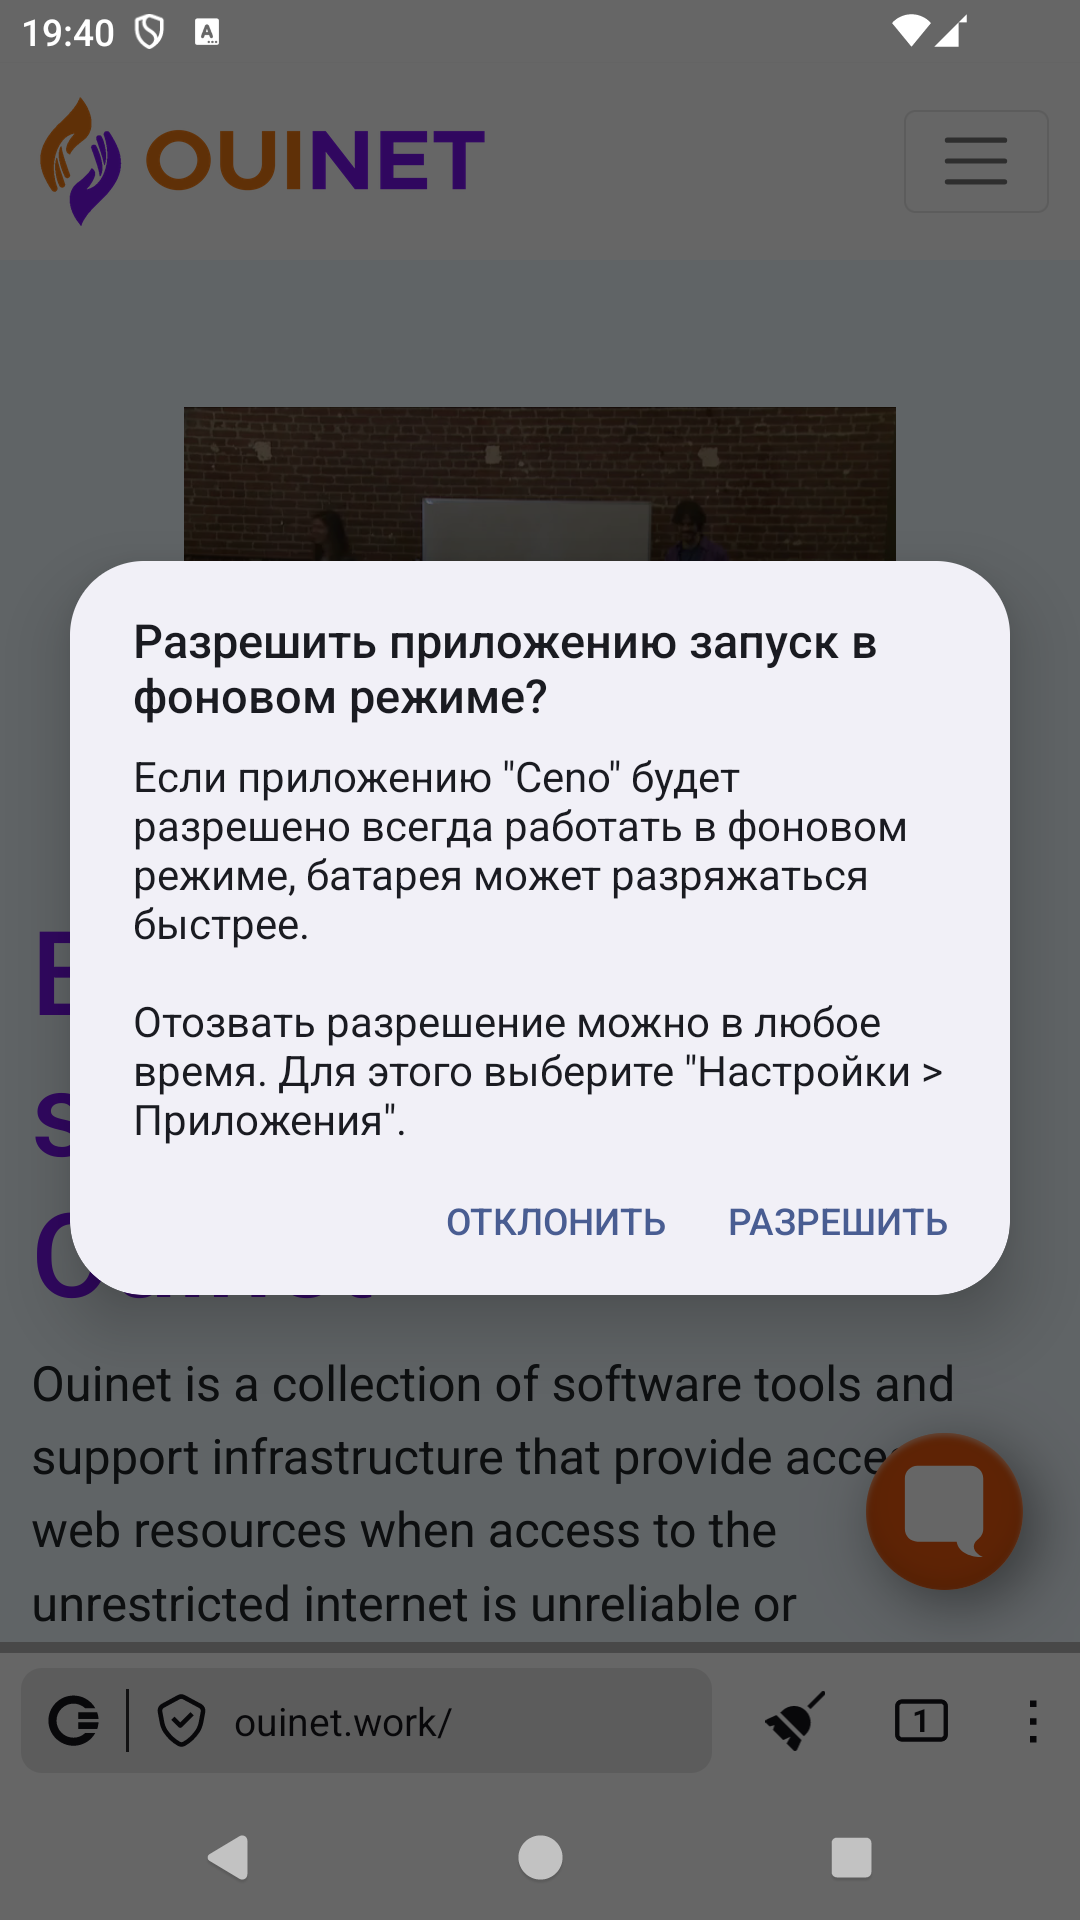 19:40
OUINET
Разрешить приложению запуск в
фоновом режиме?
Если приложению "Ceno" будет
разрешено всегда работать в фоновом
режиме, батарея может разряжаться
быстрее.
Отозвать разрешение можно в любое
время. Для этого выберите "Настройки >
Приложения".
ОТКЛОНИТЬ РАЗРЕШИТЬ
Ouinet is a collection of software tools and
support infrastructure that provide
web resources when access to the
unrestricted internet is unreliable or
ouinet.work/
1